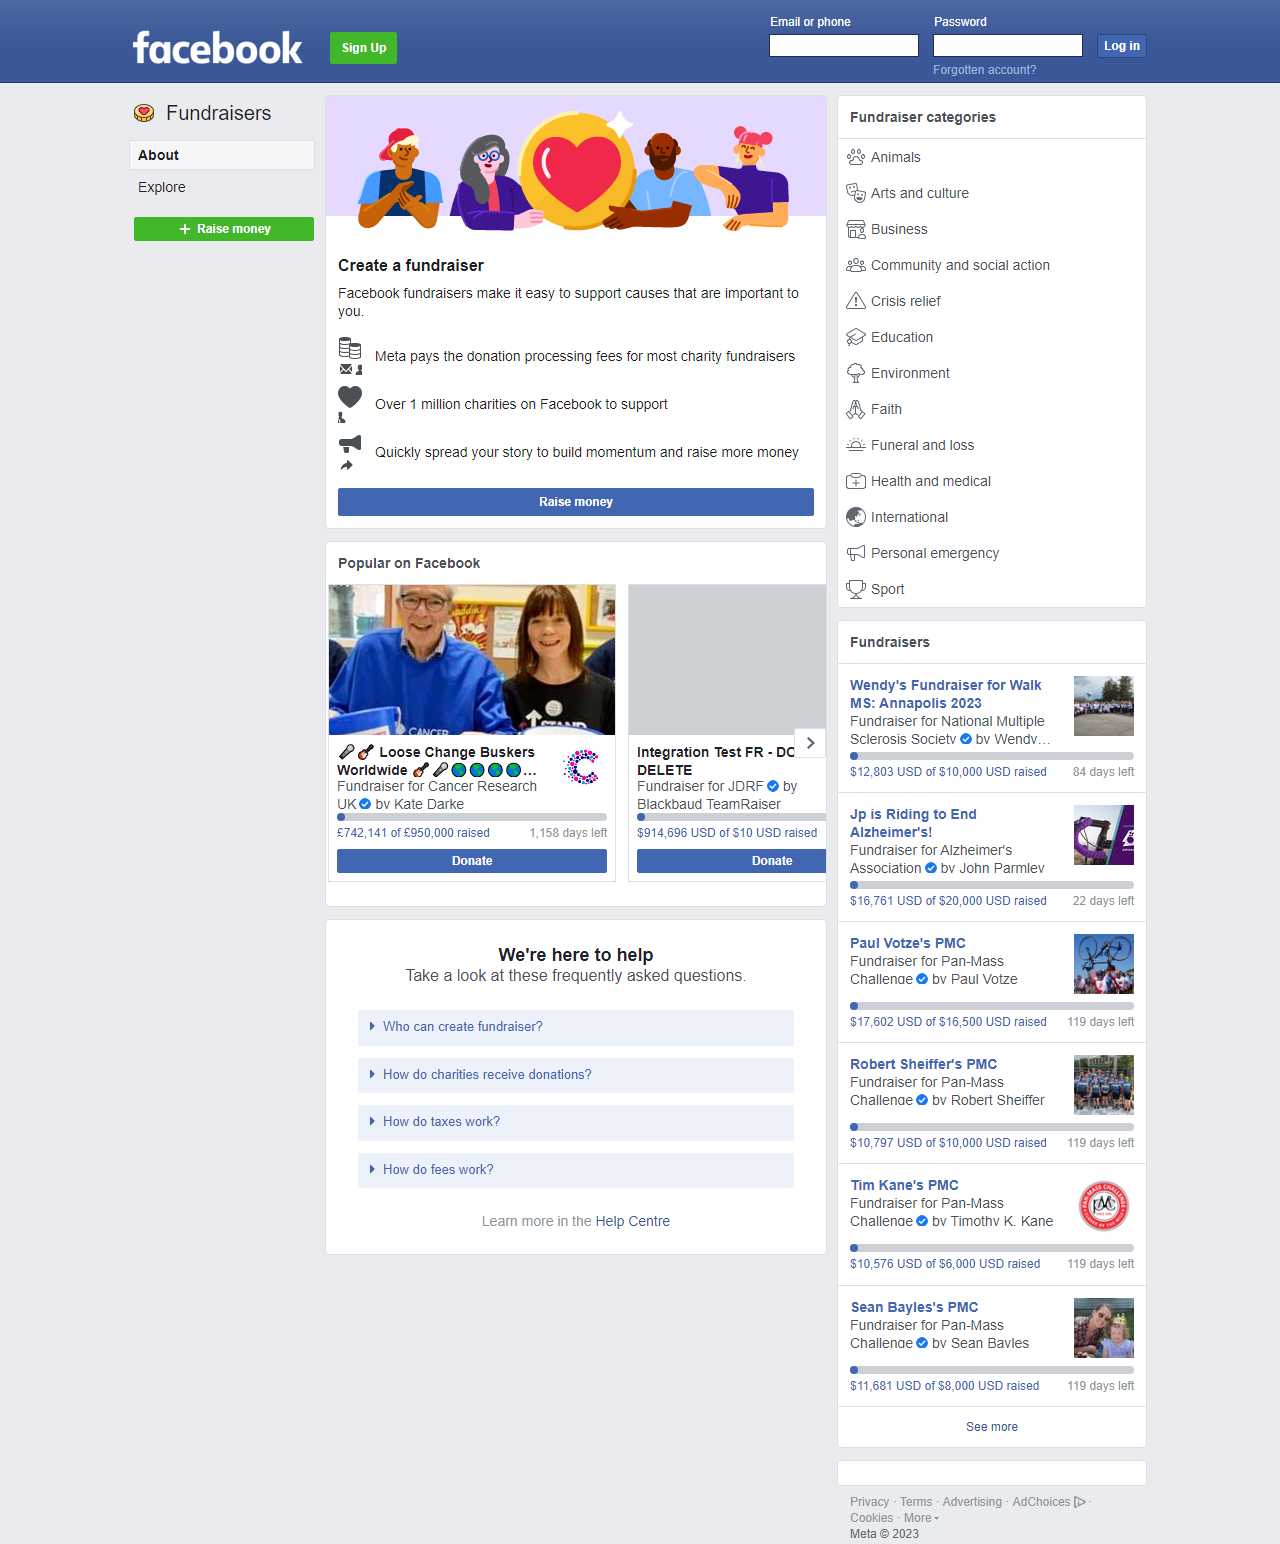 facebook
Sign Up
Email or phone
Password
Log in
Forgotten account?
Fundraisers
About
Explore
Raise money
Create a fundraiser
Facebook fundraisers make it easy to support causes that are important to
you.
Meta pays the donation processing fees for most charity fundraisers
Over 1 million charities on Facebook to support
Quickly spread your story to build momentum and raise more money
Raise money
Popular on Facebook
CANCER
STAND
🎤🎸 Loose Change Buskers
Worldwide 🎸🎤🌍🌍🌍🌍…
Fundraiser for Cancer Research
UK by Kate Darke
£742,141 of £950,000 raised
1,158 days left
Donate
Integration Test FR - DO
DELETE
Fundraiser for JDRF by
Blackbaud TeamRaiser
$914,696 USD of $10 USD raised
Donate
We're here to help
Take a look at these frequently asked questions.
Who can create fundraiser?
How do charities receive donations?
How do taxes work?
How do fees work?
Learn more in the Help Centre
Fundraiser categories
Animals
Arts and culture
Business
Community and social action
Crisis relief
Education
Environment
Faith
Funeral and loss
Health and medical
International
Personal emergency
Sport
Fundraisers
Wendy's Fundraiser for Walk
MS: Annapolis 2023
Fundraiser for National Multiple
Sclerosis Society by Wendy…
$12,803 USD of $10,000 USD raised
84 days left
Jp is Riding to End
Alzheimer's!
Fundraiser for Alzheimer's
Association by John Parmley
$16,761 USD of $20,000 USD raised
22 days left
Paul Votze's PMC
Fundraiser for Pan-Mass
Challenge by Paul Votze
$17,602 USD of $16,500 USD raised
119 days left
Robert Sheiffer's PMC
Fundraiser for Pan-Mass
Challenge by Robert Sheiffer
$10,797 USD of $10,000 USD raised
119 days left
Tim Kane's PMC
Fundraiser for Pan-Mass
Challenge by Timothy K. Kane
PAN-MASS CHALLENGE
PMC
$10,576 USD of $6,000 USD raised
119 days left
Sean Bayles's PMC
Fundraiser for Pan-Mass
Challenge by Sean Bayles
$11,681 USD of $8,000 USD raised
119 days left
See more
Privacy · Terms · Advertising · AdChoices ·
Cookies · More
Meta © 2023